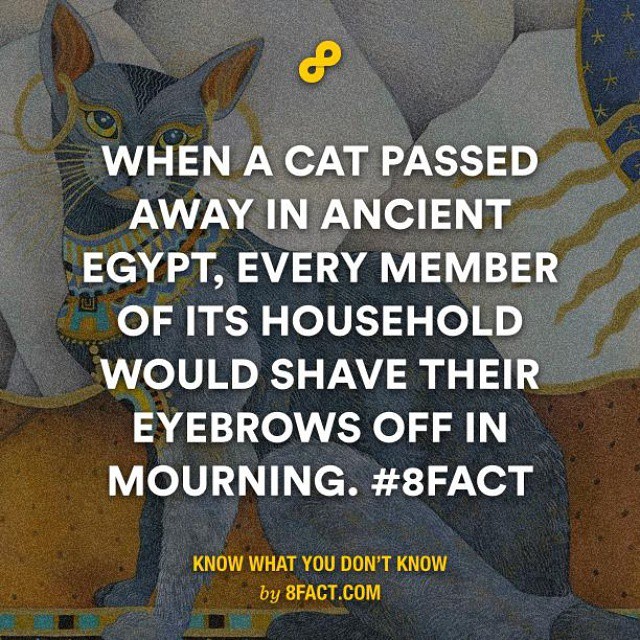 WHEN A CAT PASSED
AWAY IN ANCIENT
EGYPT, EVERY MEMBER
OF ITS HOUSEHOLD
WOULD SHAVE THEIR
EYEBROWS OFF IN
MOURNING. #8FACT
KNOW WHAT YOU DON'T KNOW
by 8FACT.COM